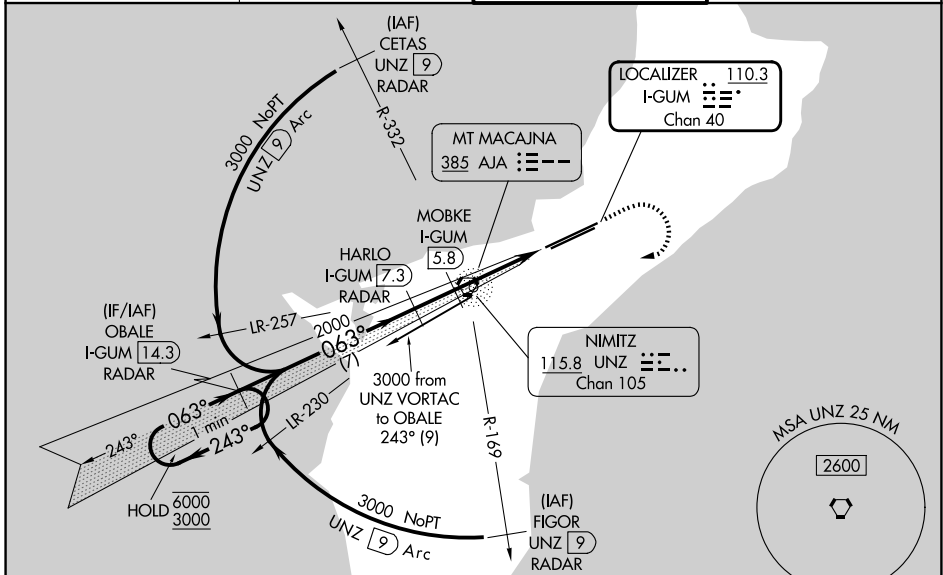 (IAF)
CETAS
UNZ 9
RADAR
R-332
3000 NoPT
UNZ 9 Arc
LOCALIZER 110.3
I-GUM
Chan 40
MT MACAJNA
385 AJA
MOBKE
I-GUM
5.8
HARLO
I-GUM 7.3
RADAR
(IF/IAF)
OBALE
I-GUM 14.3
RADAR
LR-257
2000
063°
(7)
NIMITZ
115.8 UNZ
Chan 105
3000 from
UNZ VORTAC
to OBALE
243° (9)
LR-230
R-169
063°
1 min
243°
243°
HOLD 6000
3000
3000 NoPT
UNZ 9 Arc
(IAF)
FIGOR
UNZ 9
RADAR
MSA UNZ 25 NM
2600